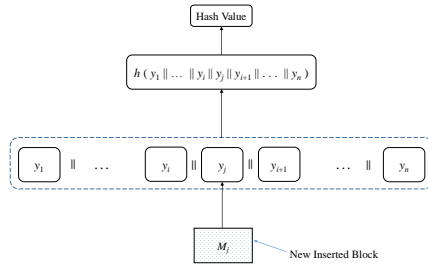 Hash Value
h ( y₁ || ... || yᵢ || yⱼ || yᵢ₊₁ || . . . || yₙ )
y₁ || ... yᵢ || yⱼ || yᵢ₊₁ ... || yₙ
Mⱼ
New Inserted Block